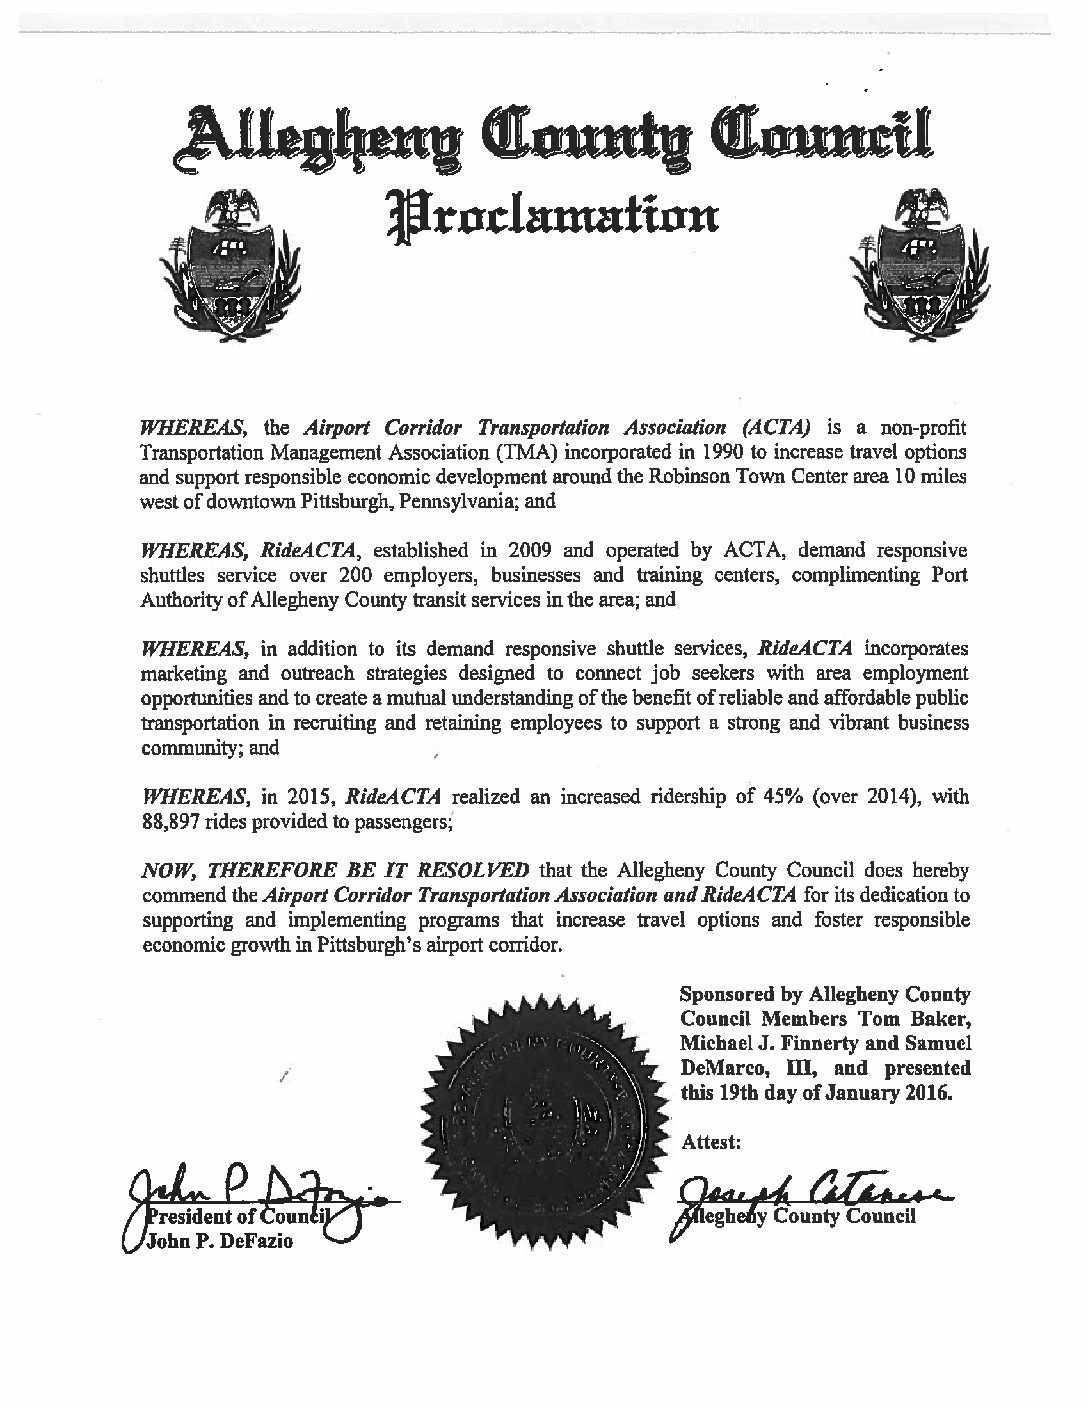 Allegheny County Council
Proclamation
WHEREAS, the Airport Corridor Transportation Association (ACTA) is a non-profit
Transportation Management Association (TMA) incorporated in 1990 to increase travel options
and support responsible economic development around the Robinson Town Center area 10 miles
west of downtown Pittsburgh, Pennsylvania; and
WHEREAS, RideACTA, established in 2009 and operated by ACTA, demand responsive
shuttles service over 200 employers, businesses and training centers, complimenting Port
Authority of Allegheny County transit services in the area; and
WHEREAS, in addition to its demand responsive shuttle services, RideACTA incorporates
marketing and outreach strategies designed to connect job seekers with area employment
opportunities and to create a mutual understanding of the benefit of reliable and affordable public
transportation in recruiting and retaining employees to support a strong and vibrant business
community; and
WHEREAS, in 2015, RideACTA realized an increased ridership of 45% (over 2014), with
88,897 rides provided to passengers;
NOW, THEREFORE BE IT RESOLVED that the Allegheny County Council does hereby
commend the Airport Corridor Transportation Association and RideACTA for its dedication to
supporting and implementing programs that increase travel options and foster responsible
economic growth in Pittsburgh's airport corridor.
Sponsored by Allegheny County
Council Members Tom Baker,
Michael J. Finnerty and Samuel
DeMarco, III, and presented
this 19th day of January 2016.
Attest:
John P DeFazio
President of Council
John P. DeFazio
Joseph Catanese
Allegheny County Council